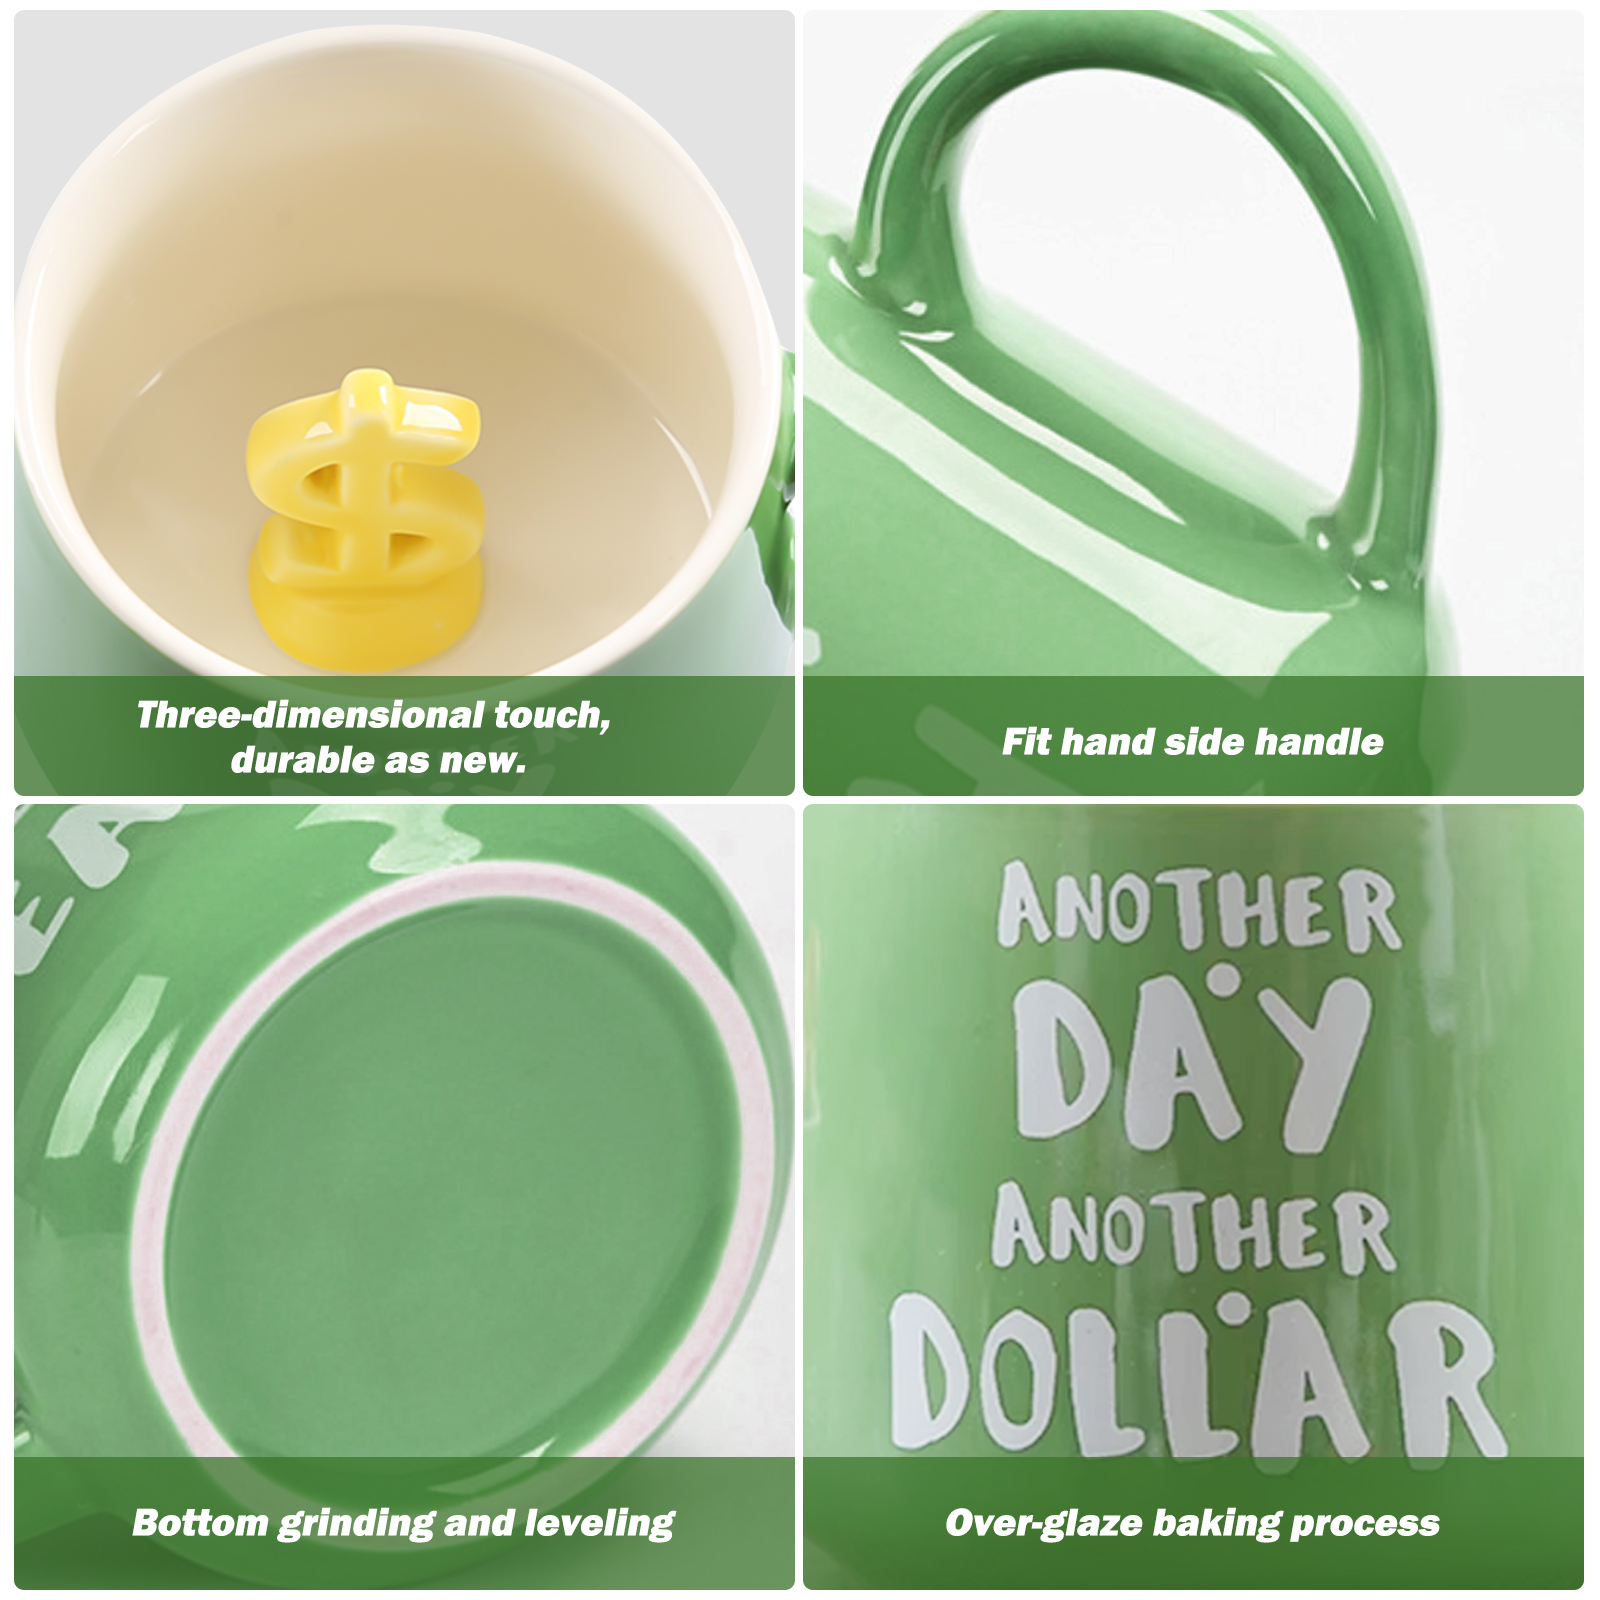 Three-dimensional touch,
durable as new.
Fit hand side handle
EA
Bottom grinding and leveling
ANOTHER
DAY
ANOTHER
DOLLAR
Over-glaze baking process